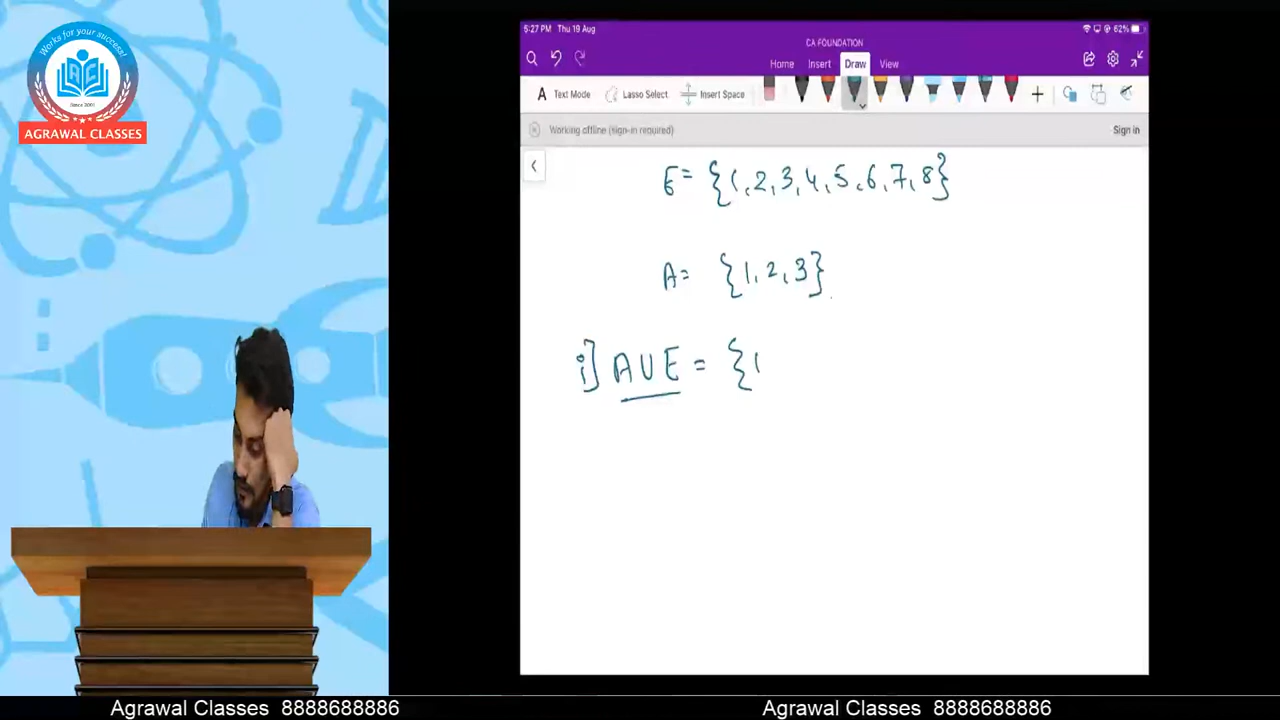 Works for your success!
AE
Since 2001
AGRAWAL CLASSES
5:27 PM Thu 19 Aug
62%
CA FOUNDATION
Home Insert Draw View
A Text Mode Lasso Select Insert Space
Working offline (sign-in required) Sign in
E = {1, 2, 3, 4, 5, 6, 7, 8}
A = {1, 2, 3}
i] A U E = {1
Agrawal Classes 8888688886 Agrawal Classes 8888688886